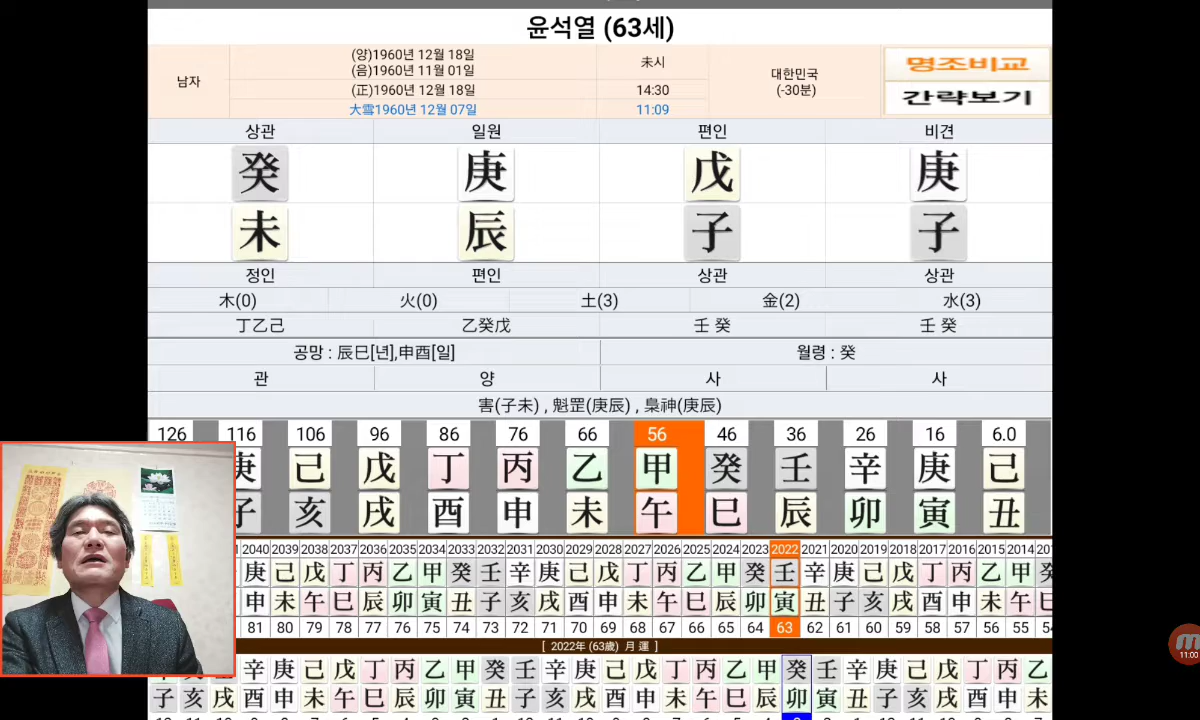 윤석열 (63세)
남자
(양)1960년 12월 18일
(음)1960년 11월 01일
(正)1960년 12월 18일
大雪1960년 12월 07일
未시
14:30
11:09
대한민국
(-30분)
명조비교
간략보기
상관 일원 편인 비견
癸 庚 戊 庚
未 辰 子 子
정인 편인 상관 상관
木(0) 火(0) 土(3) 金(2) 水(3)
丁乙己 乙癸戊 壬 癸 壬 癸
공망 : 辰巳[년],申酉[일] 월령 : 癸
관 양 사 사
害(子未) , 魁罡(庚辰) , 梟神(庚辰)
126 116 106 96 86 76 66 56 46 36 26 16 6.0
庚 己 戊 丁 丙 乙 甲 癸 壬 辛 庚 己
子 亥 戌 酉 申 未 午 巳 辰 卯 寅 丑
2040 2039 2038 2037 2036 2035 2034 2033 2032 2031 2030 2029 2028 2027 2026 2025 2024 2023 2022 2021 2020 2019 2018 2017 2016 2015 2014
庚 己 戊 丁 丙 乙 甲 癸 壬 辛 庚 己 戊 丁 丙 乙 甲 癸 壬 辛 庚 己 戊 丁 丙 乙 甲 癸
申 未 午 巳 辰 卯 寅 丑 子 亥 戌 酉 申 未 午 巳 辰 卯 寅 丑 子 亥 戌 酉 申 未 午 巳
81 80 79 78 77 76 75 74 73 72 71 70 69 68 67 66 65 64 63 62 61 60 59 58 57 56 55
[ 2022年 (63歲) 月 運 ]
辛 庚 己 戊 丁 丙 乙 甲 癸 壬 辛 庚 己 戊 丁 丙 乙 甲 癸 壬 辛 庚 己 戊 丁 丙 乙
子 亥 戌 酉 申 未 午 巳 辰 卯 寅 丑 子 亥 戌 酉 申 未 午 巳 辰 卯 寅 丑 子 亥 戌 酉 申 未
11:00